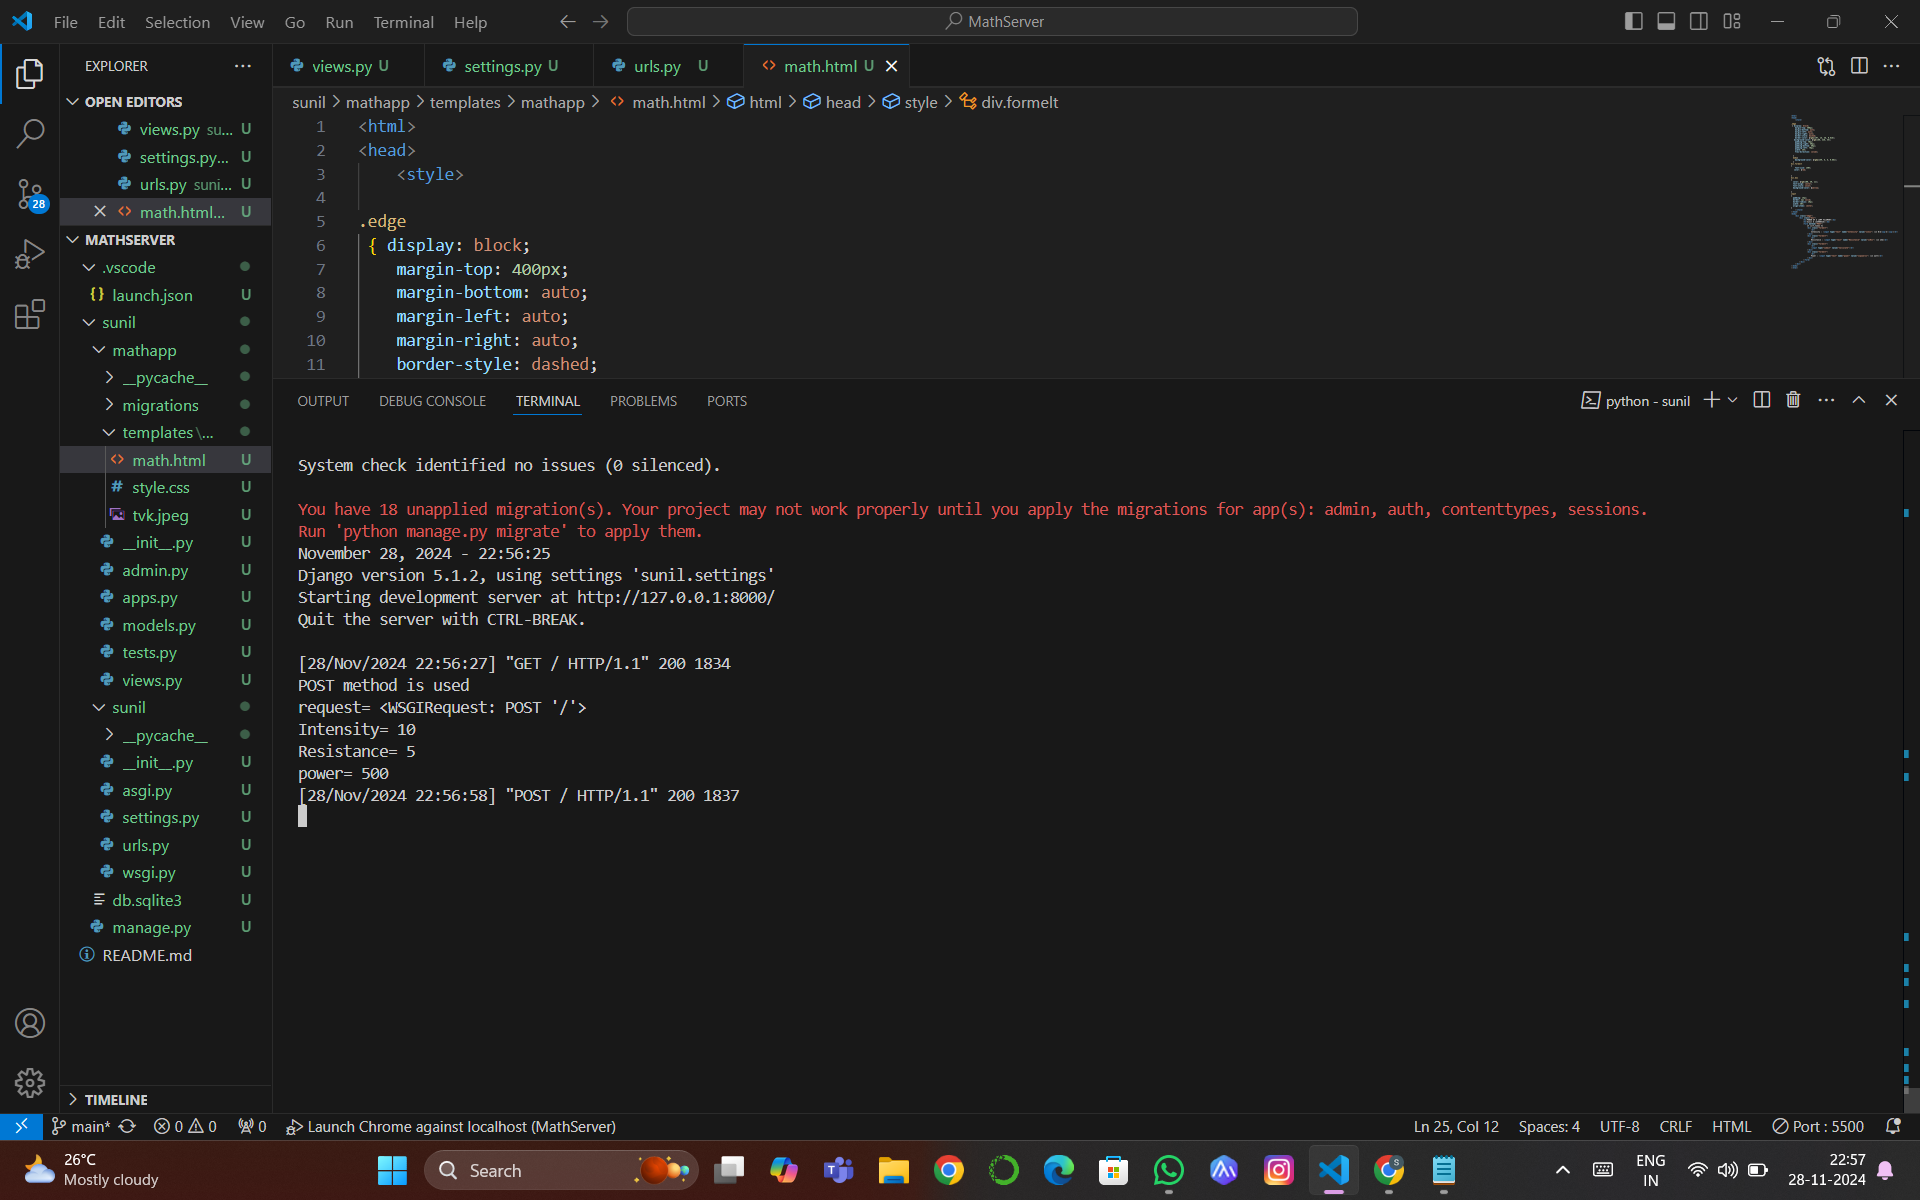 File Edit Selection View Go Run Terminal Help
MathServer
EXPLORER
OPEN EDITORS
views.py su... U
settings.py... U
urls.py suni... U
math.html... U
MATHSERVER
.vscode
launch.json U
sunil
mathapp
__pycache__
migrations
templates\...
math.html U
style.css U
tvk.jpeg U
__init__.py U
admin.py U
apps.py U
models.py U
tests.py U
views.py U
sunil
__pycache__
__init__.py U
asgi.py U
settings.py U
urls.py U
wsgi.py U
db.sqlite3 U
manage.py U
README.md
TIMELINE
views.py U settings.py U urls.py U math.html U
sunil > mathapp > templates > mathapp > math.html > html > head > style > div.formelt
1 <html>
2 <head>
3 <style>
4
5 .edge
6 { display: block;
7 margin-top: 400px;
8 margin-bottom: auto;
9 margin-left: auto;
10 margin-right: auto;
11 border-style: dashed;
OUTPUT DEBUG CONSOLE TERMINAL PROBLEMS PORTS
python - sunil
System check identified no issues (0 silenced).
You have 18 unapplied migration(s). Your project may not work properly until you apply the migrations for app(s): admin, auth, contenttypes, sessions.
Run 'python manage.py migrate' to apply them.
November 28, 2024 - 22:56:25
Django version 5.1.2, using settings 'sunil.settings'
Starting development server at http://127.0.0.1:8000/
Quit the server with CTRL-BREAK.
[28/Nov/2024 22:56:27] "GET / HTTP/1.1" 200 1834
POST method is used
request= <WSGIRequest: POST '/'>
Intensity= 10
Resistance= 5
power= 500
[28/Nov/2024 22:56:58] "POST / HTTP/1.1" 200 1837
28
main* 0 0 0 Launch Chrome against localhost (MathServer)
Ln 25, Col 12 Spaces: 4 UTF-8 CRLF HTML Port : 5500
26°C
Mostly cloudy
Search
ENG
IN
22:57
28-11-2024